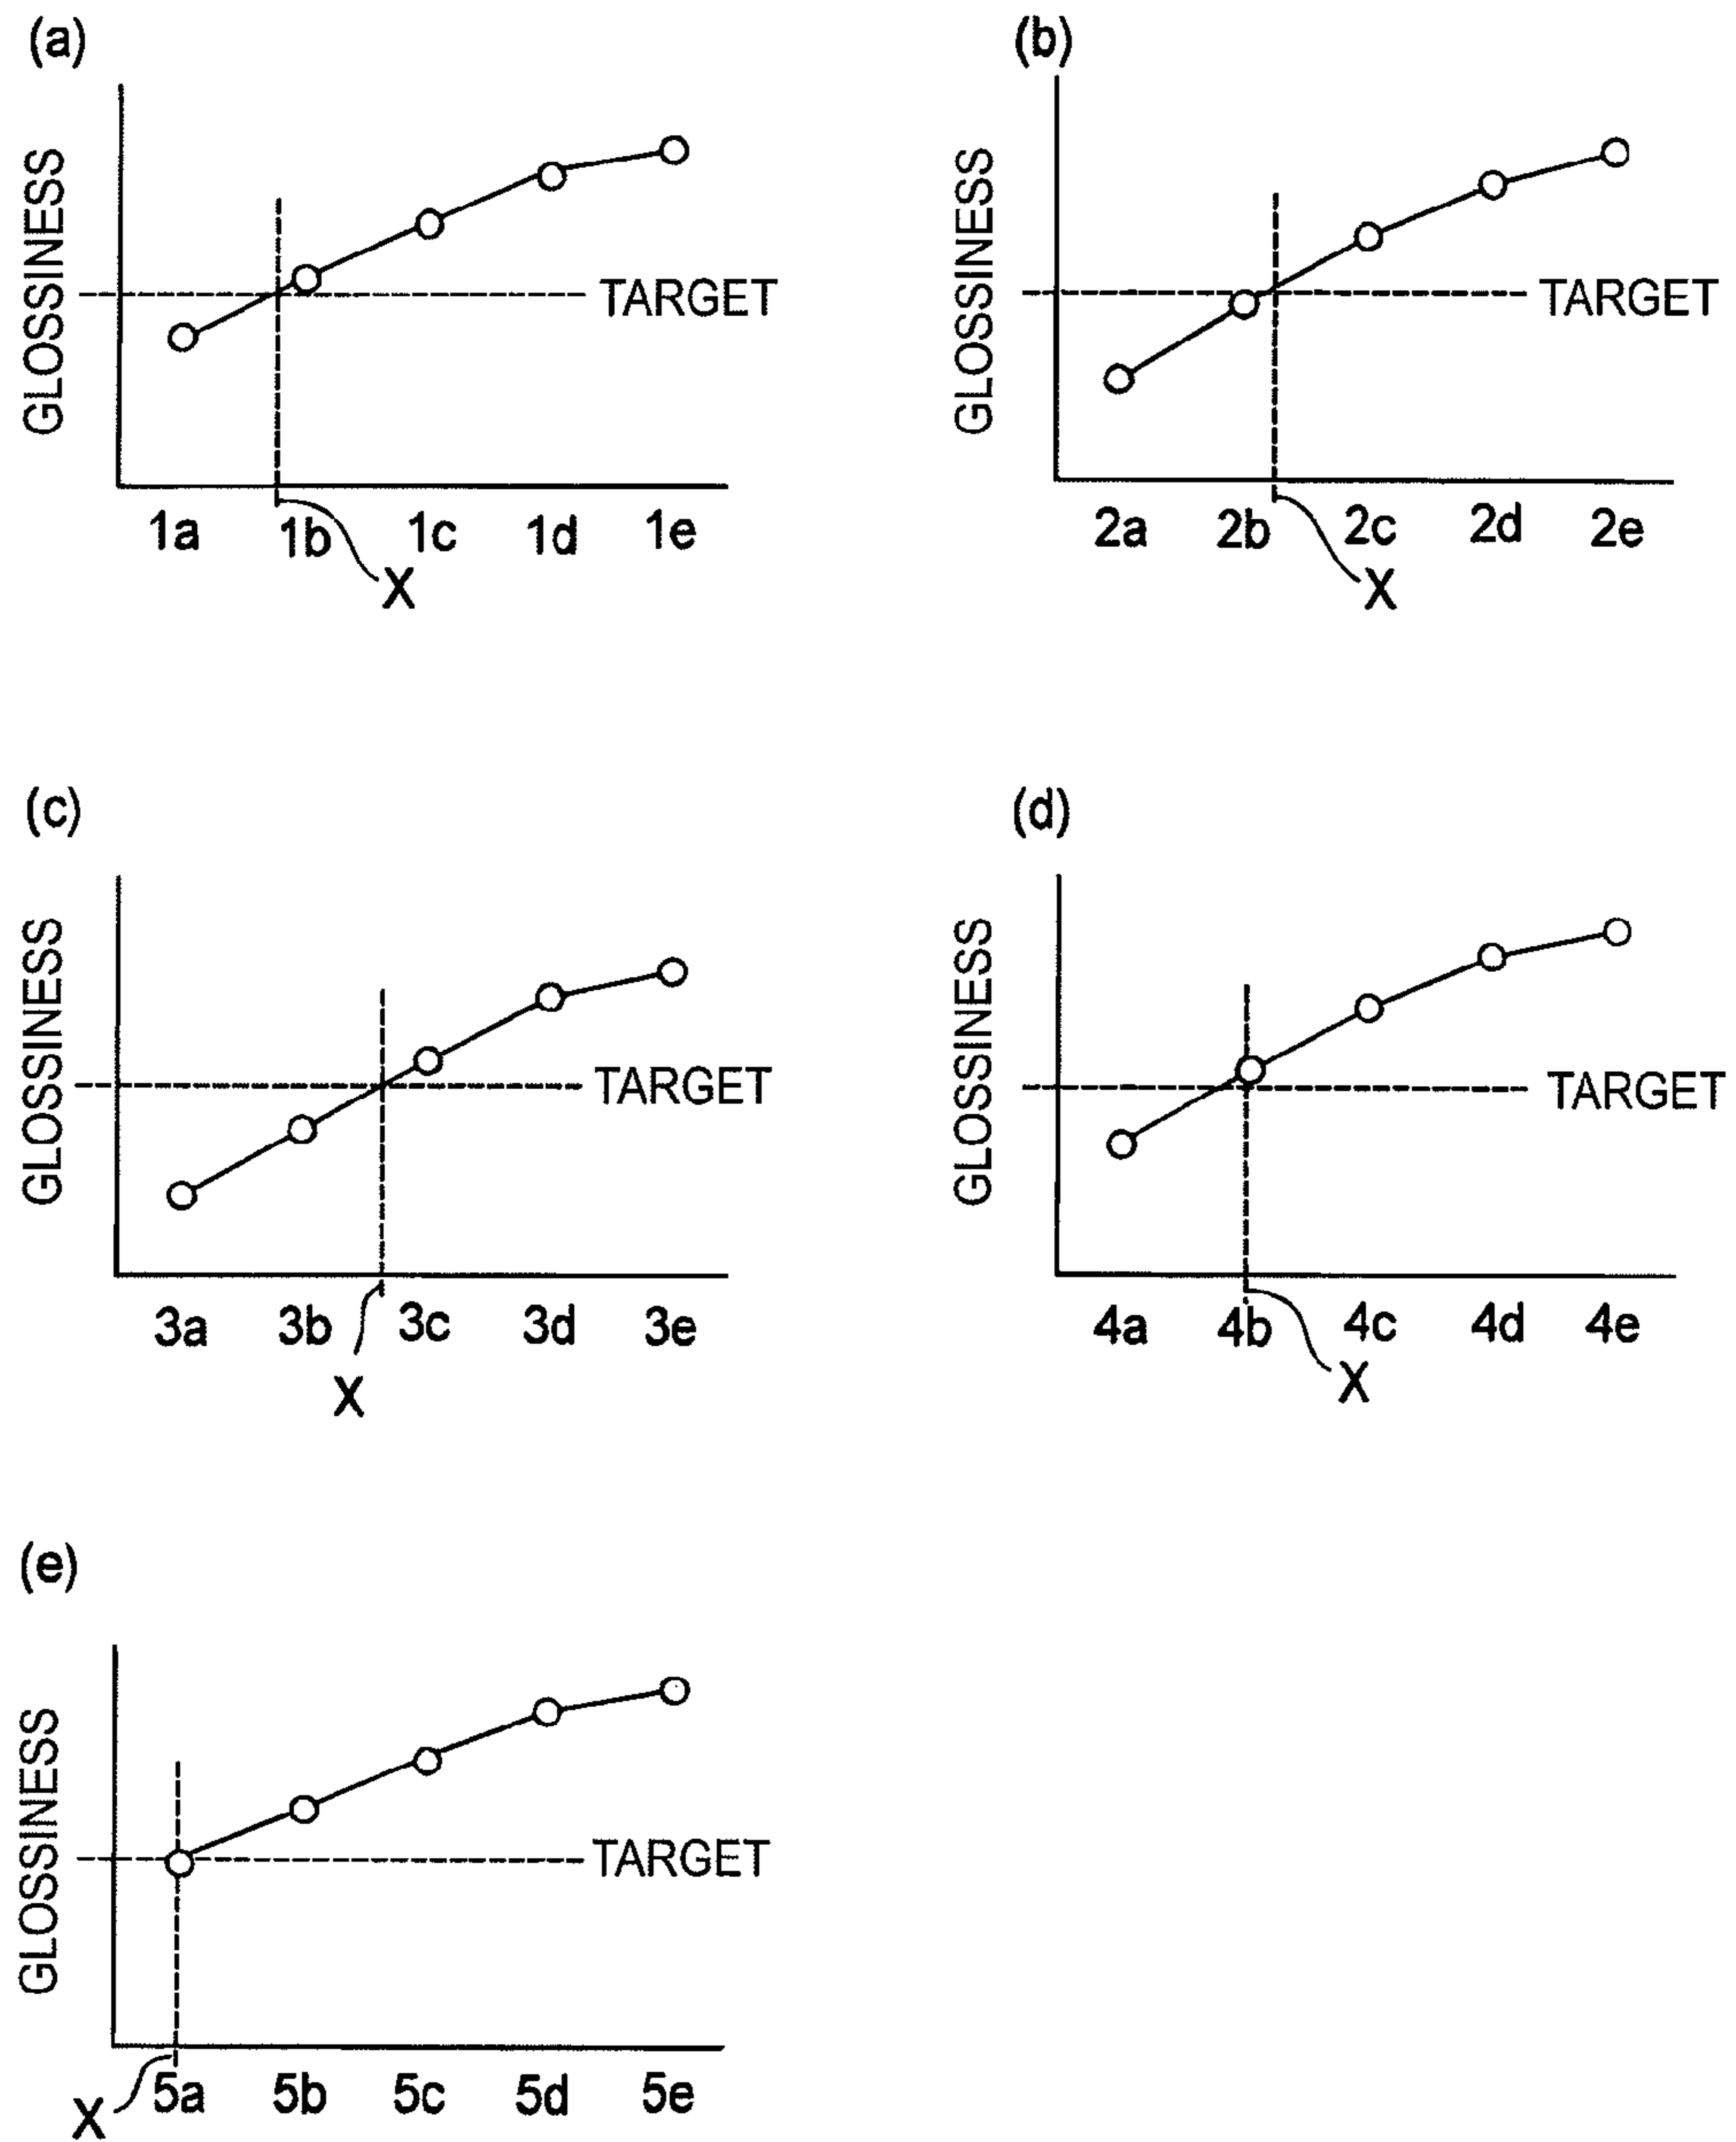 (a)
GLOSSINESS
TARGET
1a 1b 1c 1d 1e
X
(b)
GLOSSINESS
TARGET
2a 2b 2c 2d 2e
X
(c)
GLOSSINESS
TARGET
3a 3b 3c 3d 3e
X
(d)
GLOSSINESS
TARGET
4a 4b 4c 4d 4e
X
(e)
GLOSSINESS
TARGET
5a 5b 5c 5d 5e
X